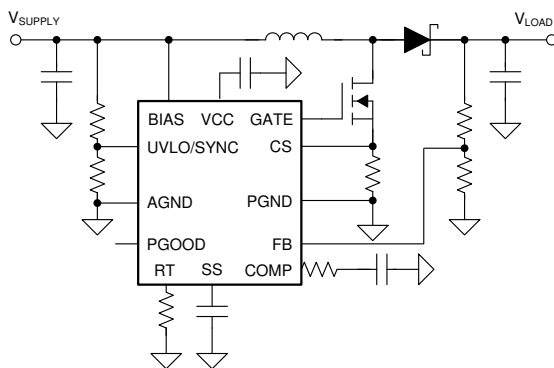 VSUPPLY
VLOAD
BIAS VCC GATE
UVLO/SYNC CS
AGND PGND
PGOOD FB
RT SS COMP